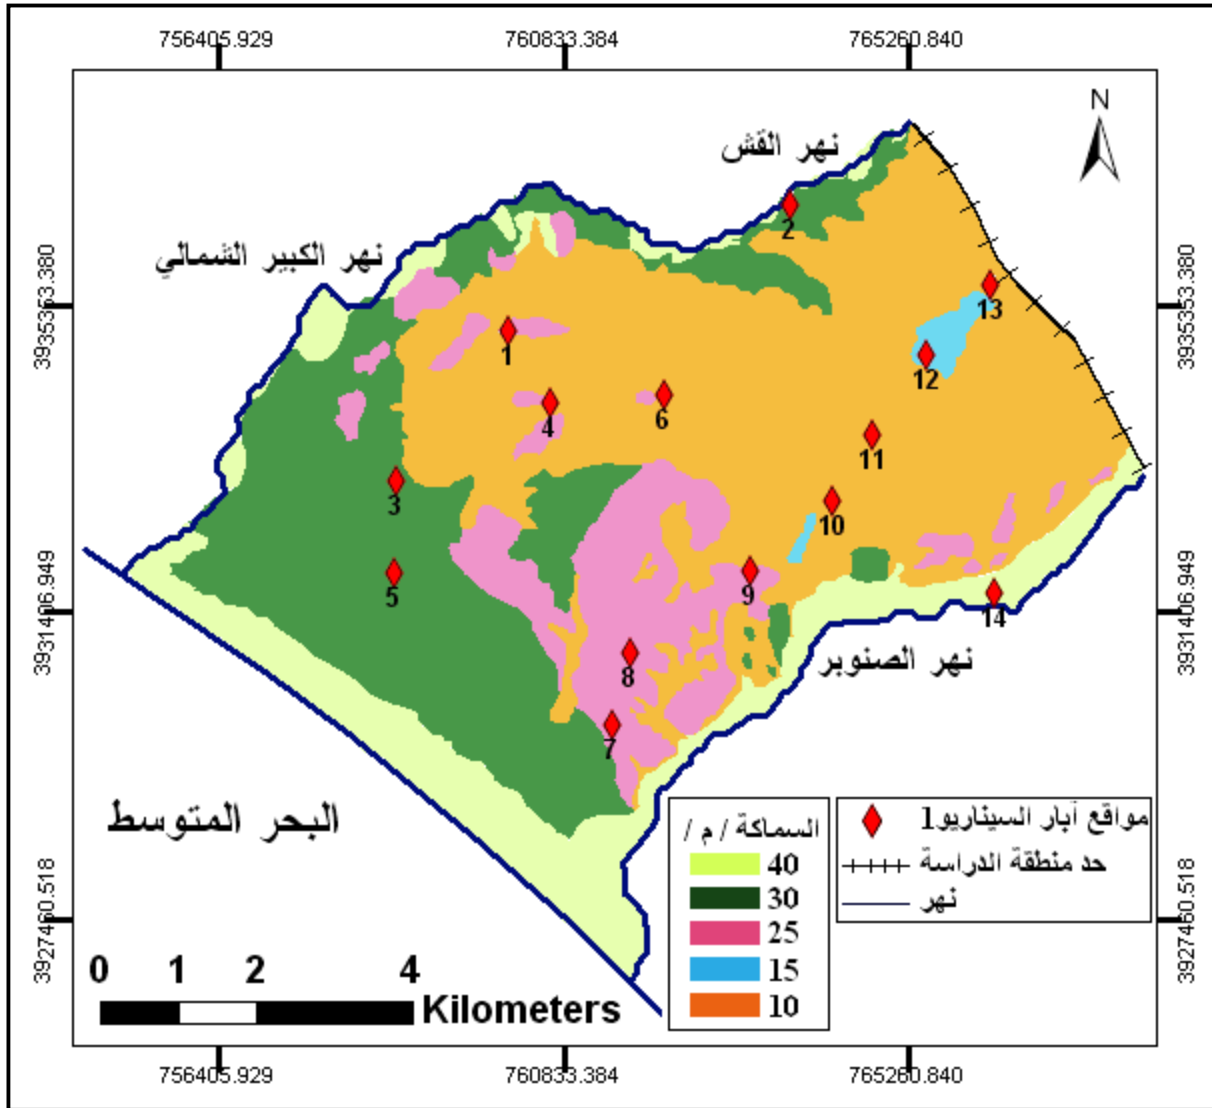 756405.929 760833.384 765260.840
N
نهر القش
نهر الكبير الشمالي
3935353.380 3935353.380
2
13
1
12
4
6
11
3
10
5
9
14
3931406.949 3931406.949
نهر الصنوبر
8
7
البحر المتوسط
السماكة / م /
40
30
25
15
10
مواقع آبار السيناريو1
حد منطقة الدراسة
نهر
3927460.518 3927460.518
0 1 2 4
Kilometers
756405.929 760833.384 765260.840